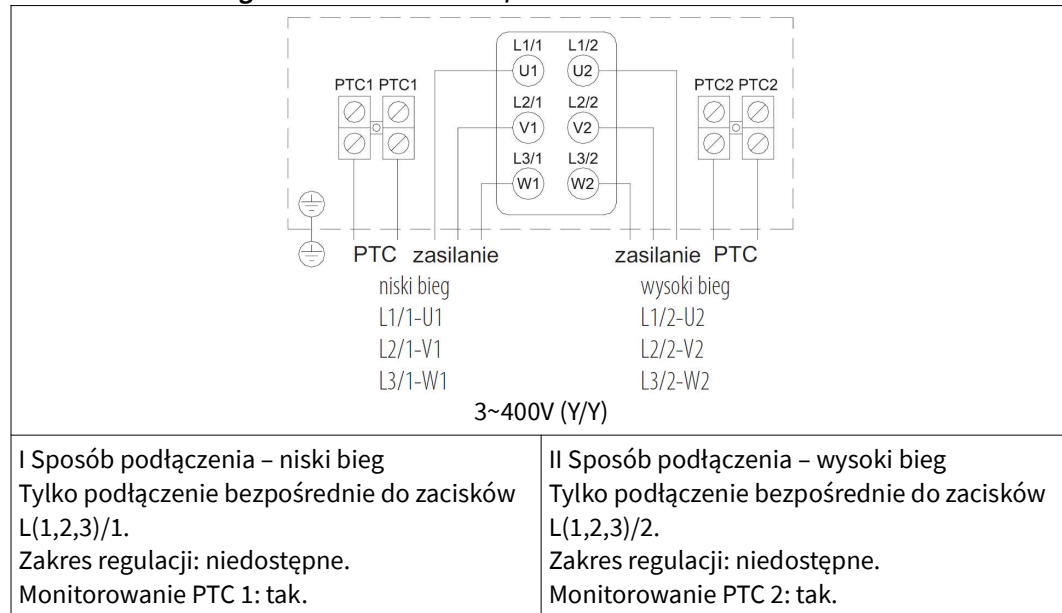 L1/1 L1/2
U1 U2
PTC1 PTC1 PTC2 PTC2
L2/1 L2/2
V1 V2
L3/1 L3/2
W1 W2
PTC zasilanie zasilanie PTC
niski bieg wysoki bieg
L1/1-U1 L1/2-U2
L2/1-V1 L2/2-V2
L3/1-W1 L3/2-W2
3~400V (Y/Y)
I Sposób podłączenia – niski bieg
Tylko podłączenie bezpośrednie do zacisków
L(1,2,3)/1.
Zakres regulacji: niedostępne.
Monitorowanie PTC 1: tak.
II Sposób podłączenia – wysoki bieg
Tylko podłączenie bezpośrednie do zacisków
L(1,2,3)/2.
Zakres regulacji: niedostępne.
Monitorowanie PTC 2: tak.